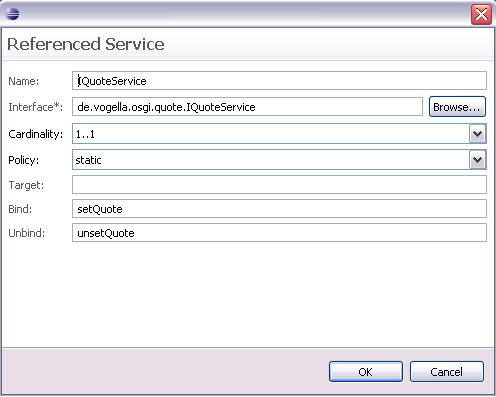 Referenced Service
Name: IQuoteService
Interface*: de.vogella.osgi.quote.IQuoteService Browse...
Cardinality: 1..1
Policy: static
Target:
Bind: setQuote
Unbind: unsetQuote
OK Cancel